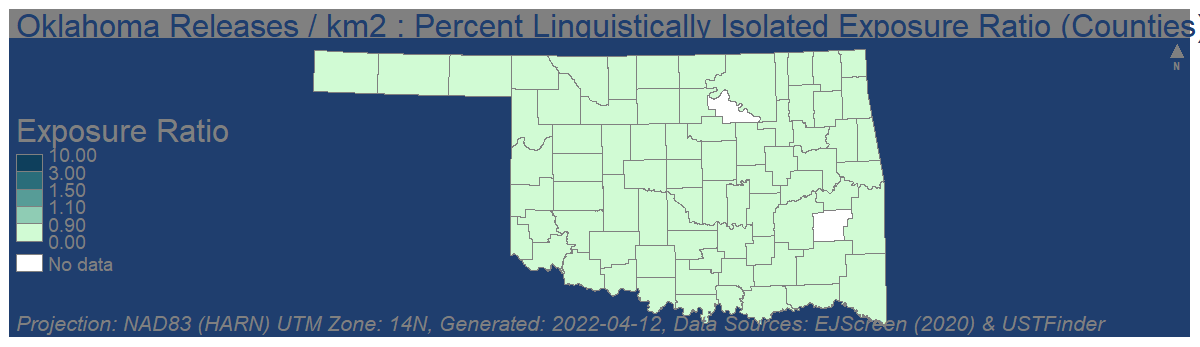 Oklahoma Releases / km2 : Percent Linguistically Isolated Exposure Ratio (Counties)
N
Exposure Ratio
10.00
3.00
1.50
1.10
0.90
0.00
No data
Projection: NAD83 (HARN) UTM Zone: 14N, Generated: 2022-04-12, Data Sources: EJScreen (2020) & USTFinder